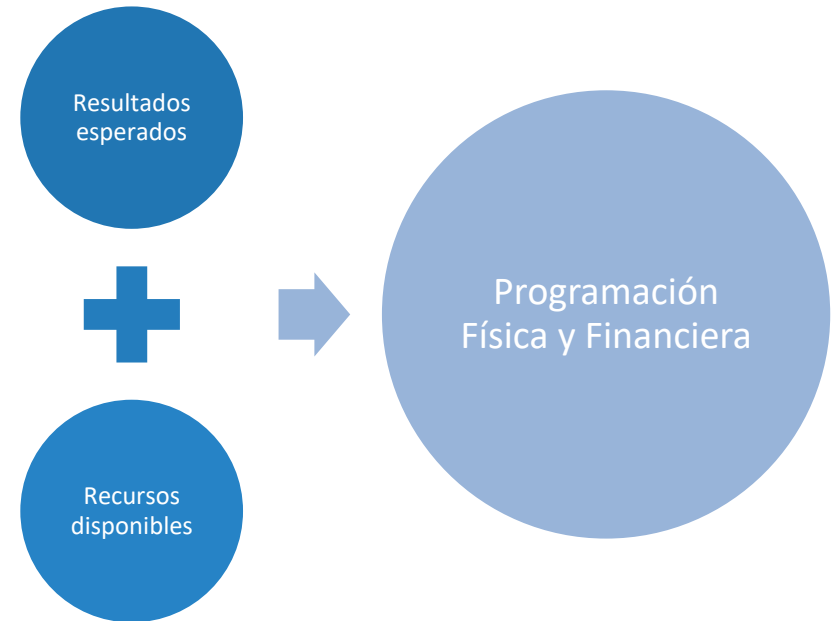 Resultados
esperados
Recursos
disponibles
Programación
Física y Financiera